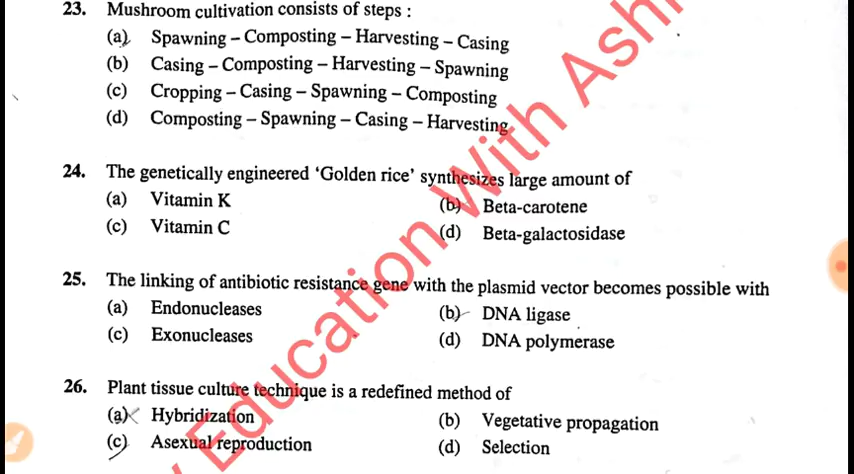 23. Mushroom cultivation consists of steps :
(a) Spawning – Composting – Harvesting – Casing
(b) Casing – Composting – Harvesting – Spawning
(c) Cropping – Casing – Spawning – Composting
(d) Composting – Spawning – Casing – Harvesting
24. The genetically engineered ‘Golden rice’ synthesizes large amount of
(a) Vitamin K (b) Beta-carotene
(c) Vitamin C (d) Beta-galactosidase
25. The linking of antibiotic resistance gene with the plasmid vector becomes possible with
(a) Endonucleases (b) DNA ligase
(c) Exonucleases (d) DNA polymerase
26. Plant tissue culture technique is a redefined method of
(a) Hybridization (b) Vegetative propagation
(c) Asexual reproduction (d) Selection
Education With